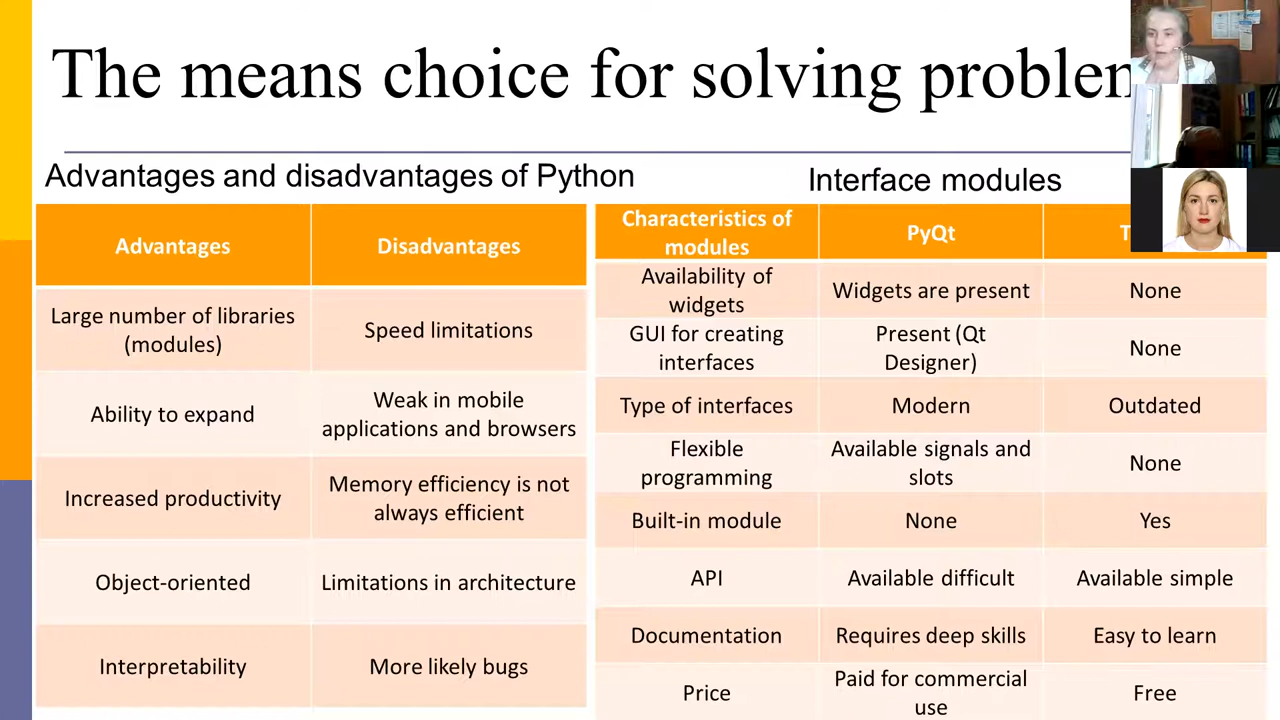 The means choice for solving
Advantages and disadvantages of Python
Advantages
Disadvantages
Large number of libraries
(modules)
Speed limitations
Ability to expand
Weak in mobile
applications and browsers
Increased productivity
Memory efficiency is not
always efficient
Object-oriented
Limitations in architecture
Interpretability
More likely bugs
Interface modules
Characteristics of
modules
PyQt
Availability of
widgets
Widgets are present
None
GUI for creating
interfaces
Present (Qt
Designer)
None
Type of interfaces
Modern
Outdated
Flexible
programming
Available signals and
slots
None
Built-in module
None
Yes
API
Available difficult
Available simple
Documentation
Requires deep skills
Easy to learn
Price
Paid for commercial
use
Free